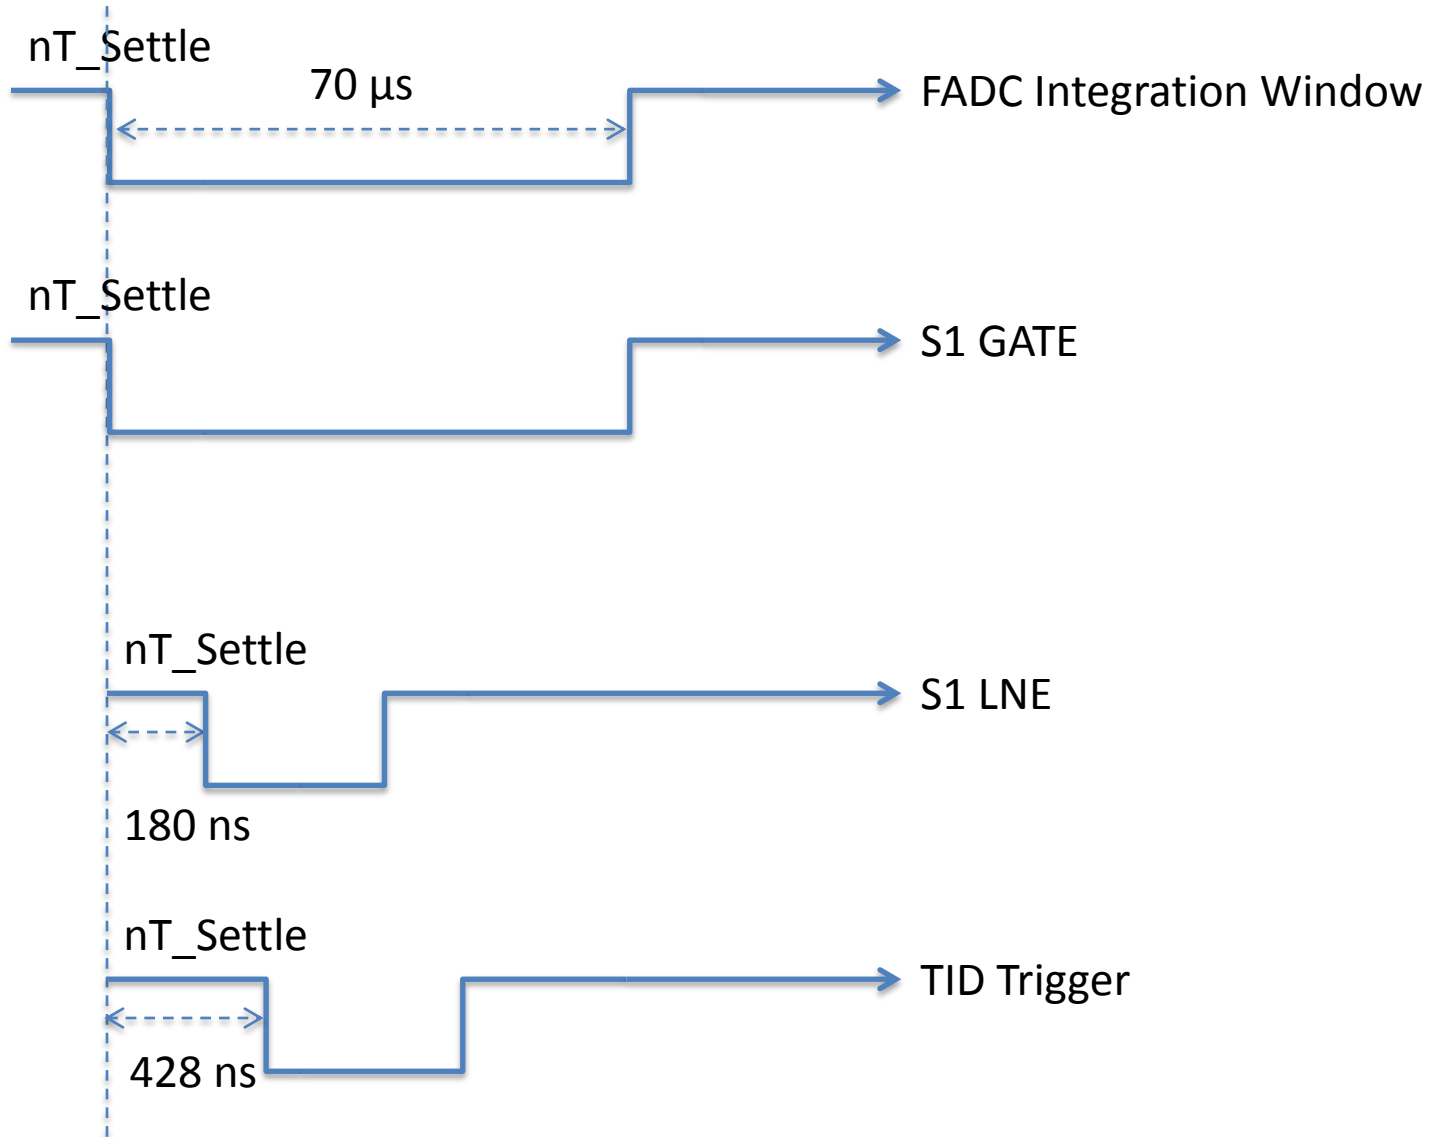 nT_Settle
70 µs
FADC Integration Window
nT_Settle
S1 GATE
nT_Settle
S1 LNE
180 ns
nT_Settle
TID Trigger
428 ns